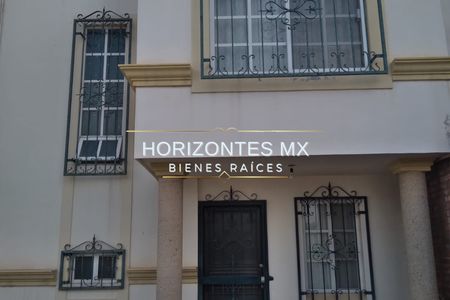 HORIZONTES MX
BIENES RAÍCES